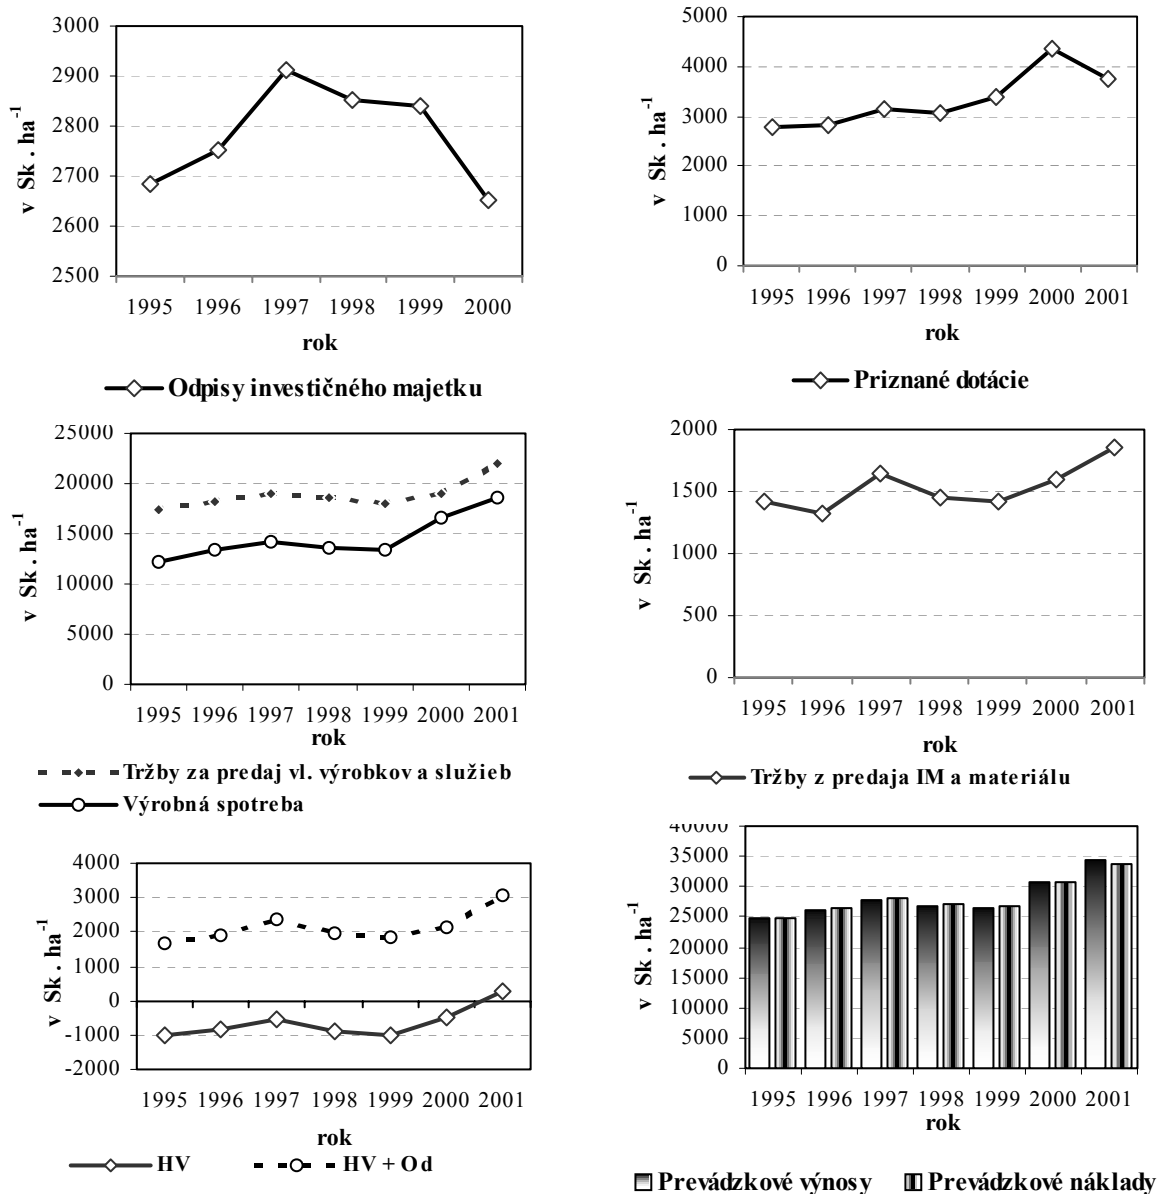 3000
2900
2800
2700
2600
2500
v Sk . ha⁻¹
1995 1996 1997 1998 1999 2000
rok
Odpisy investičného majetku
5000
4000
3000
2000
1000
0
v Sk . ha⁻¹
1995 1996 1997 1998 1999 2000 2001
rok
Priznané dotácie
25000
20000
15000
10000
5000
0
v Sk . ha⁻¹
1995 1996 1997 1998 1999 2000 2001
rok
Tržby za predaj vl. výrobkov a služieb
Výrobná spotreba
2000
1500
1000
500
0
v Sk . ha⁻¹
1995 1996 1997 1998 1999 2000 2001
rok
Tržby z predaja IM a materiálu
4000
3000
2000
1000
0
-1000
-2000
v Sk . ha⁻¹
1995 1996 1997 1998 1999 2000 2001
rok
HV HV + Od
40000
35000
30000
25000
20000
15000
10000
5000
0
v Sk . ha⁻¹
1995 1996 1997 1998 1999 2000 2001
rok
Prevádzkové výnosy Prevádzkové náklady